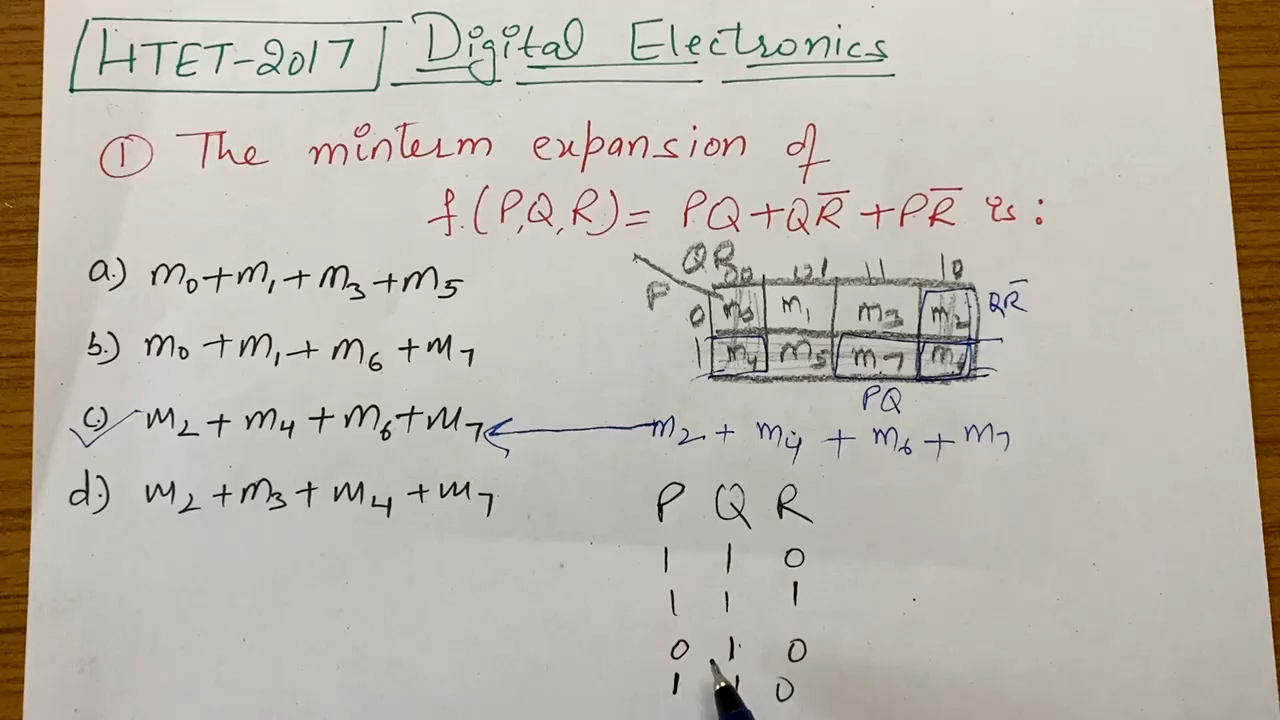 HTET-2017 Digital Electronics
① The minterm expansion of
f(P,Q,R) = PQ + QR̅ + PR̅ is :
a.) m₀ + m₁ + m₃ + m₅
b.) m₀ + m₁ + m₆ + m₇
c.) m₂ + m₄ + m₆ + m₇
d.) m₂ + m₃ + m₄ + m₇
QR
P 00 01 11 10
0 m₀ m₁ m₃ m₂ QR̅
1 m₄ m₅ m₇ m₆
PQ
m₂ + m₄ + m₆ + m₇
P Q R
1 1 0
1 1 1
0 1 0
1 1 0